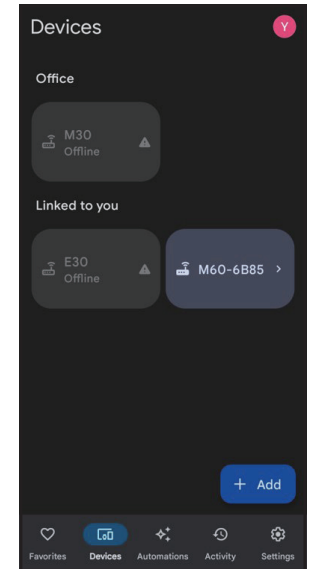 Devices
Y
Office
M30
Offline
Linked to you
E30
Offline
M60-6B85
+ Add
Favorites
Devices
Automations
Activity
Settings